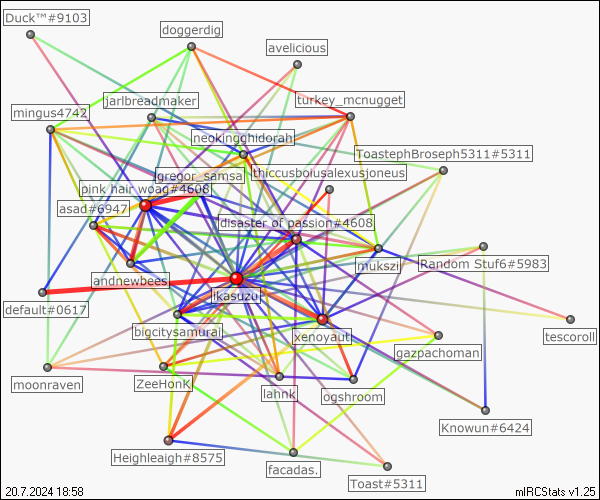 Duck™#9103
doggerdig
avelicious
jarlbreadmaker
turkey_mcnugget
mingus4742
neokingghidorah
ToastephBroseph5311#5311
gregor_samsa
thiccusboiusalexusjoneus
pink hair woag#4608
asad#6947
disaster of passion#4608
mukszi
Random Stuf6#5983
andnewbees
ikasuzu
default#0617
bigcitysamurai
xenoyaut
tescoroll
gazpachoman
moonraven
ZeeHonK
lahnk
ogshroom
Knowun#6424
Heighleaigh#8575
facadas.
Toast#5311
20.7.2024 18:58
mIRCStats v1.25